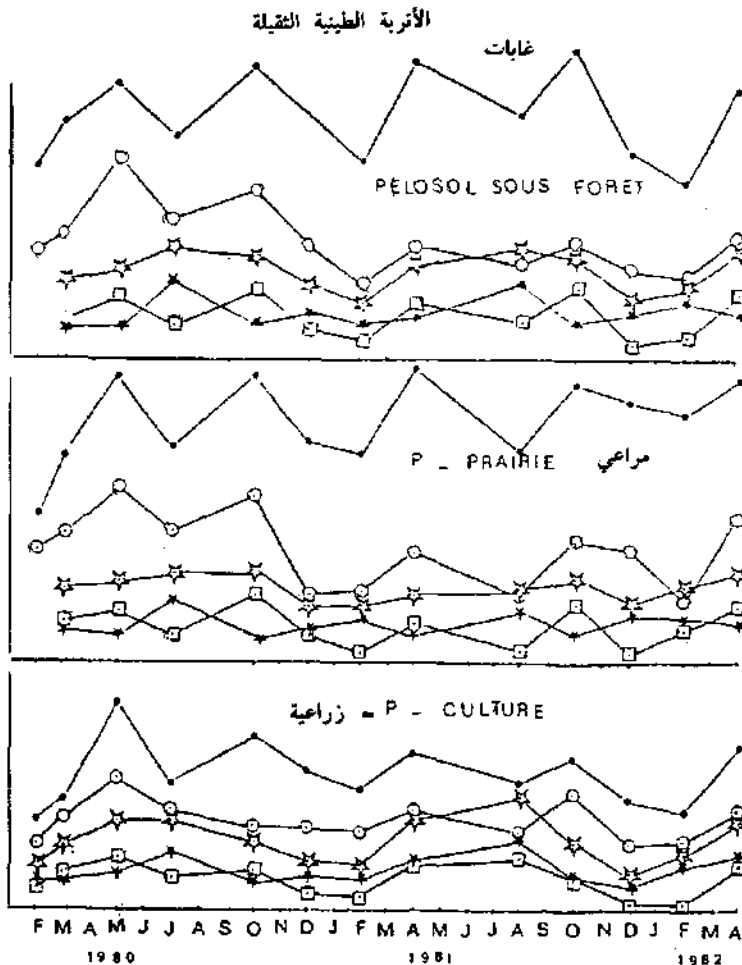 الأتربة الطينية الثقيلة
غابات
PELOSOL SOUS FORET
P - PRAIRIE مراعي
زراعية = P - CULTURE
F M A M J J A S O N D J F M A M J J A S O N D J F M A
1980 1981 1982